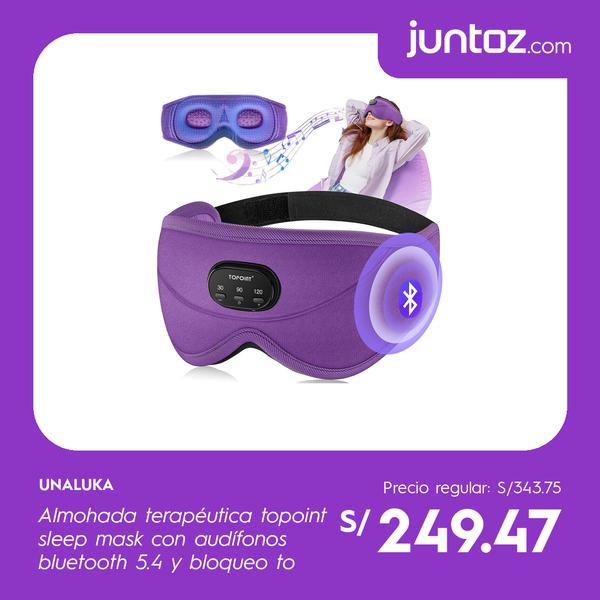 juntoz.com
TOPOINT
30 90 120
UNALUKA
Almohada terapéutica topoint
sleep mask con audífonos
bluetooth 5.4 y bloqueo to
Precio regular: S/343.75
S/249.47